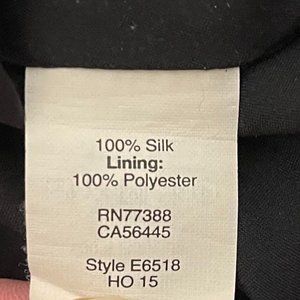 100% Silk
Lining:
100% Polyester
RN77388
CA56445
Style E6518
HO 15